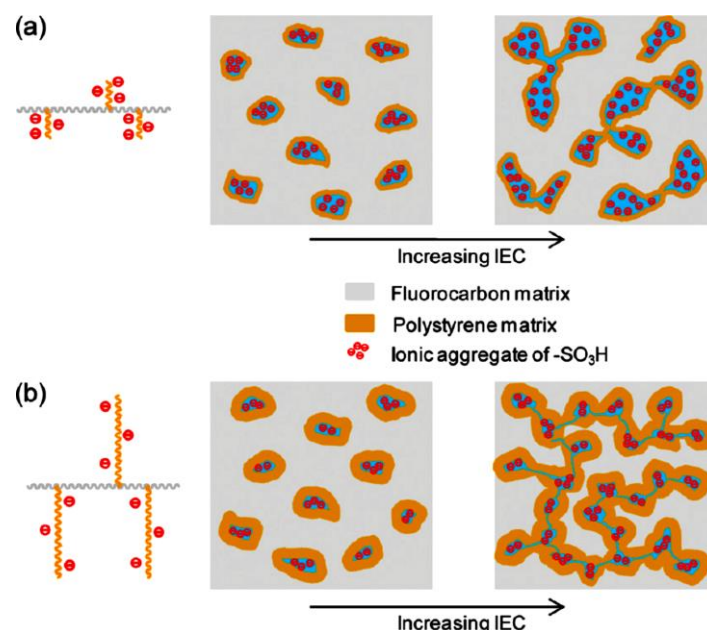 (a)
Increasing IEC
Fluorocarbon matrix
Polystyrene matrix
Ionic aggregate of -SO₃H
(b)
Increasing IEC